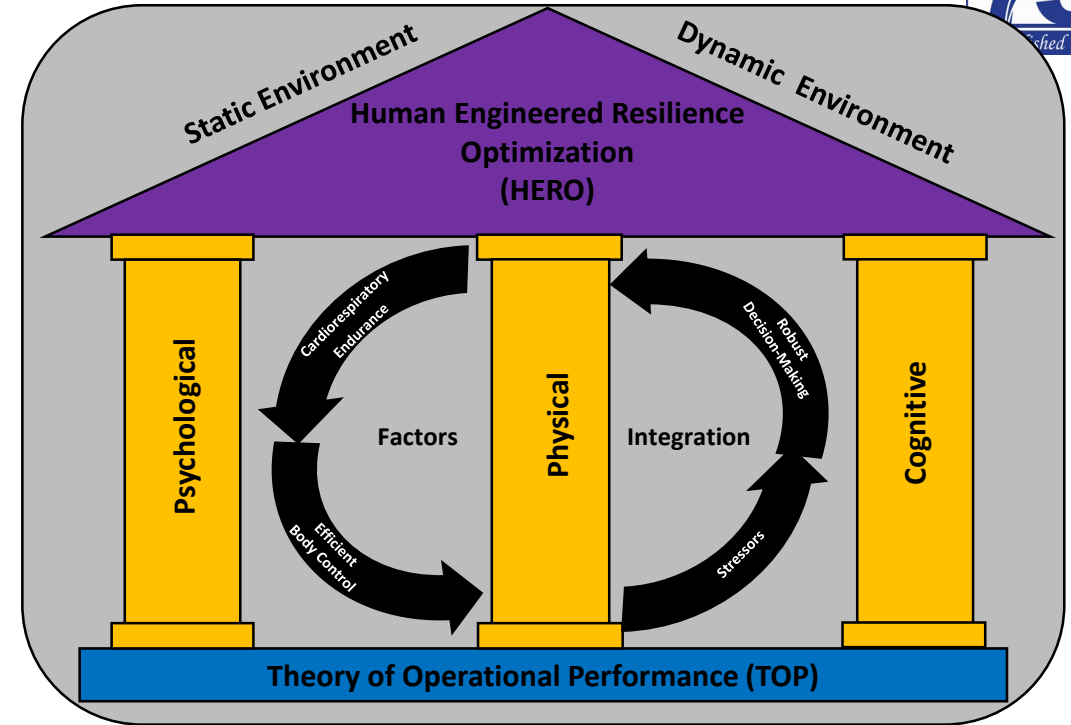 Static Environment
Dynamic Environment
Human Engineered Resilience
Optimization
(HERO)
Psychological
Cardiorespiratory
Endurance
Efficient
Body Control
Factors
Physical
Integration
Robust
Decision-Making
Stressors
Cognitive
Theory of Operational Performance (TOP)